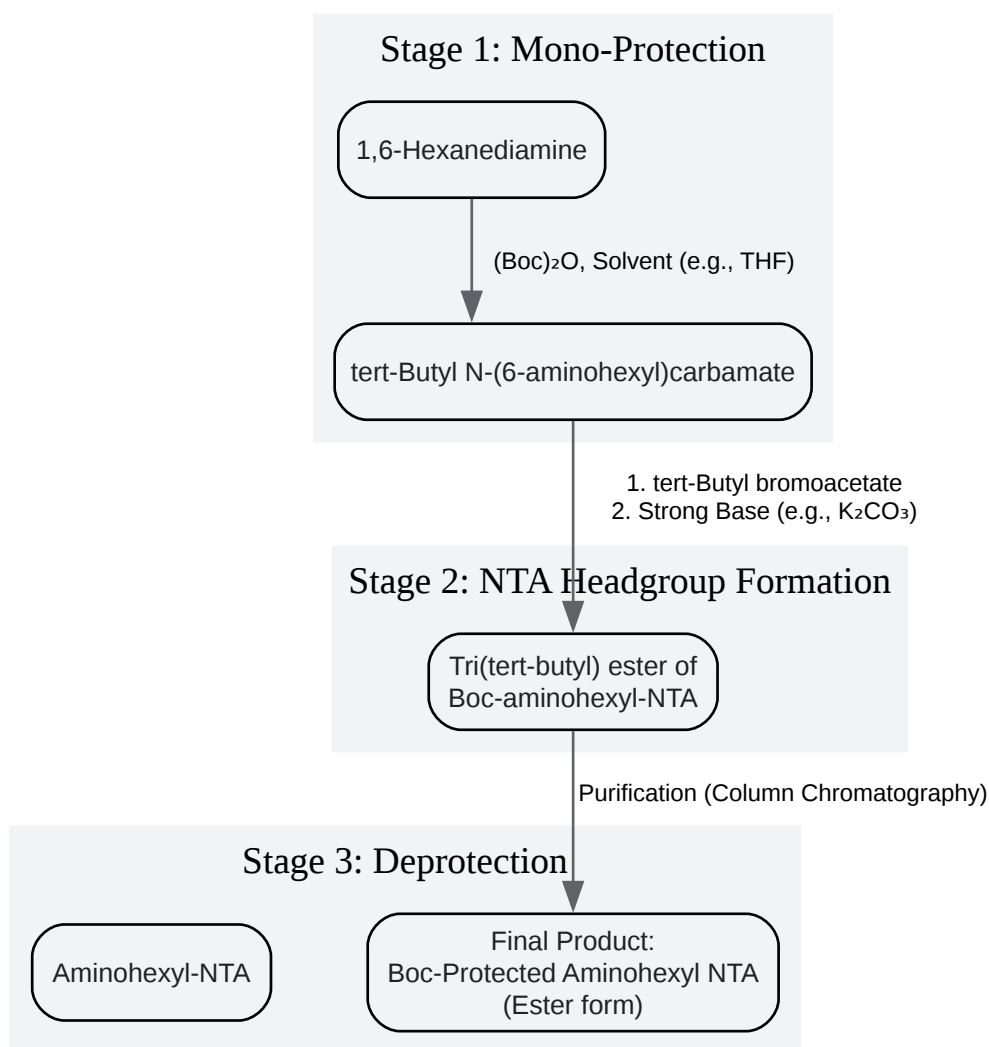 Stage 1: Mono-Protection
1,6-Hexanediamine
(Boc)₂O, Solvent (e.g., THF)
tert-Butyl N-(6-aminohexyl)carbamate
1. tert-Butyl bromoacetate
2. Strong Base (e.g., K₂CO₃)
Stage 2: NTA Headgroup Formation
Tri(tert-butyl) ester of
Boc-aminohexyl-NTA
Purification (Column Chromatography)
Stage 3: Deprotection
Aminohexyl-NTA
Final Product:
Boc-Protected Aminohexyl NTA
(Ester form)